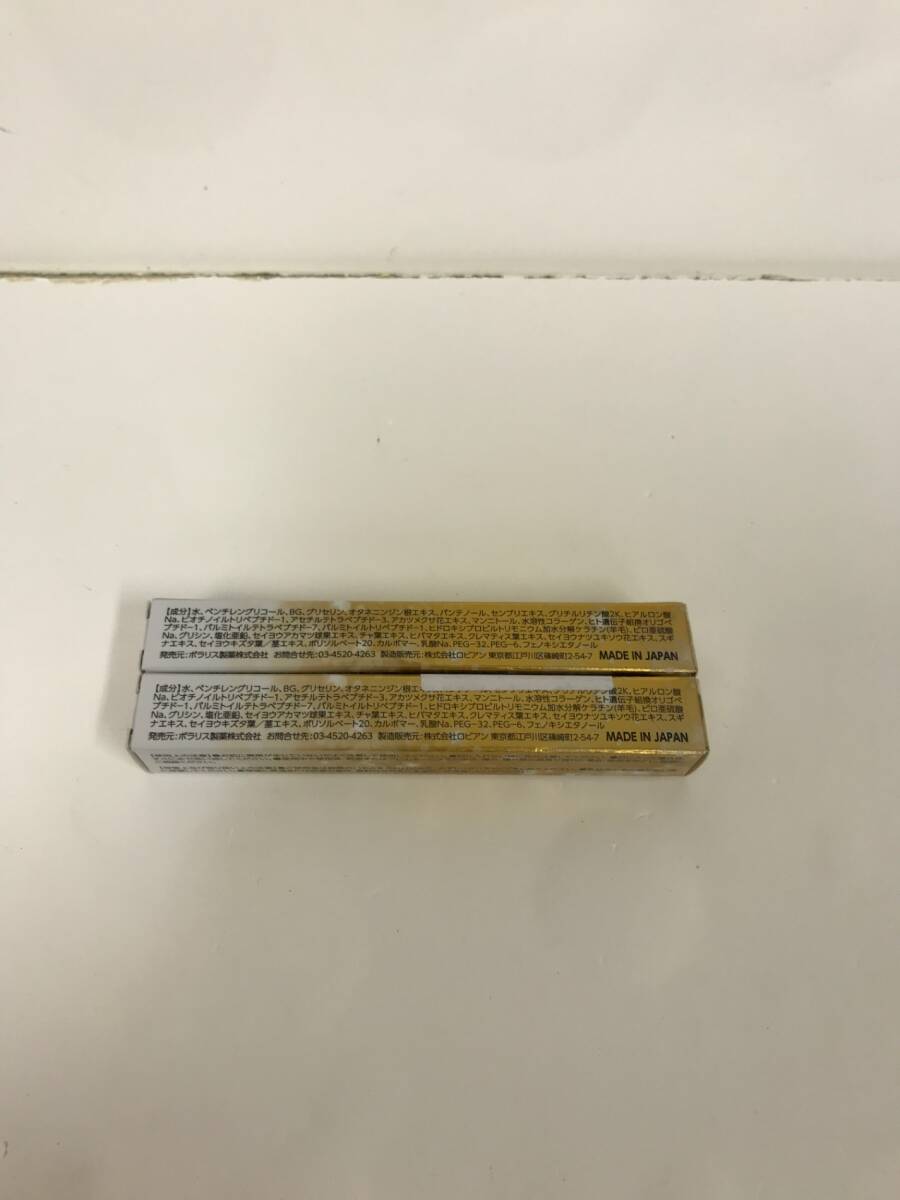 【成分】水、ペンチレングリコール、BG、グリセリン、オタネニンジン根エキス、パンテノール、センブリエキス、グリチルリチン酸2K、ヒアルロン酸
Na、ビオチノイルトリペプチド-1、アセチルテトラペプチド-3、アカツメクサ花エキス、マンニトール、水溶性コラーゲン、ヒト遺伝子組換オリゴペ
プチド-1、パルミトイルテトラペプチド-7、パルミトイルトリペプチド-1、ヒドロキシプロピルトリモニウム加水分解ケラチン(羊毛)、ピロ亜硫酸
Na、グリシン、塩化亜鉛、セイヨウアカマツ球果エキス、チャ葉エキス、ヒバマタエキス、クレマティス葉エキス、セイヨウナツユキソウ花エキス、スギ
ナエキス、セイヨウキズタ葉/茎エキス、ポリソルベート20、カルボマー、乳酸Na、PEG-32、PEG-6、フェノキシエタノール
発売元:ポラリス製薬株式会社 お問合せ先:03-4520-4263 製造販売元:株式会社ロピアン 東京都江戸川区篠崎町2-54-7 MADE IN JAPAN
【成分】水、ペンチレングリコール、BG、グリセリン、オタネニンジン根エ 2K、ヒアルロン酸
Na、ビオチノイルトリペプチド-1、アセチルテトラペプチド-3、アカツメクサ花エキス、マンニトール、水溶性コラーゲン、ヒト遺伝子組換オリゴペ
プチド-1、パルミトイルテトラペプチド-7、パルミトイルトリペプチド-1、ヒドロキシプロピルトリモニウム加水分解ケラチン(羊毛)、ピロ亜硫酸
Na、グリシン、塩化亜鉛、セイヨウアカマツ球果エキス、チャ葉エキス、ヒバマタエキス、クレマティス葉エキス、セイヨウナツユキソウ花エキス、スギ
ナエキス、セイヨウキズタ葉/茎エキス、ポリソルベート20、カルボマー、乳酸Na、PEG-32、PEG-6、フェノキシエタノール
発売元:ポラリス製薬株式会社 お問合せ先:03-4520-4263 製造販売元:株式会社ロピアン 東京都江戸川区篠崎町2-54-7 MADE IN JAPAN